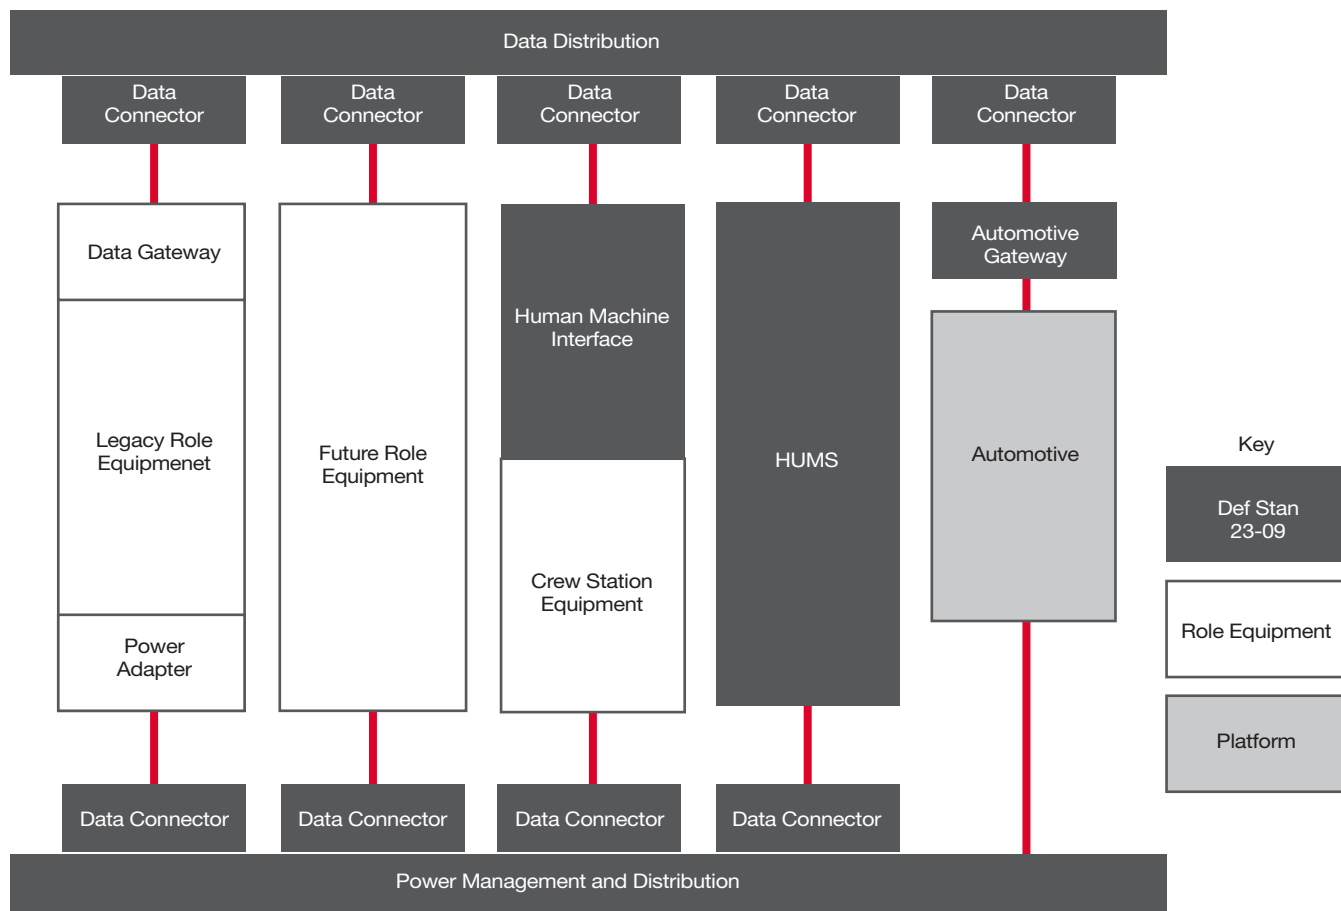 Data Distribution
Data
Connector
Data
Connector
Data
Connector
Data
Connector
Data
Connector
Data Gateway
Legacy Role
Equipmenet
Power
Adapter
Future Role
Equipment
Human Machine
Interface
Crew Station
Equipment
HUMS
Automotive
Gateway
Automotive
Data Connector
Data Connector
Data Connector
Data Connector
Power Management and Distribution
Key
Def Stan
23-09
Role Equipment
Platform